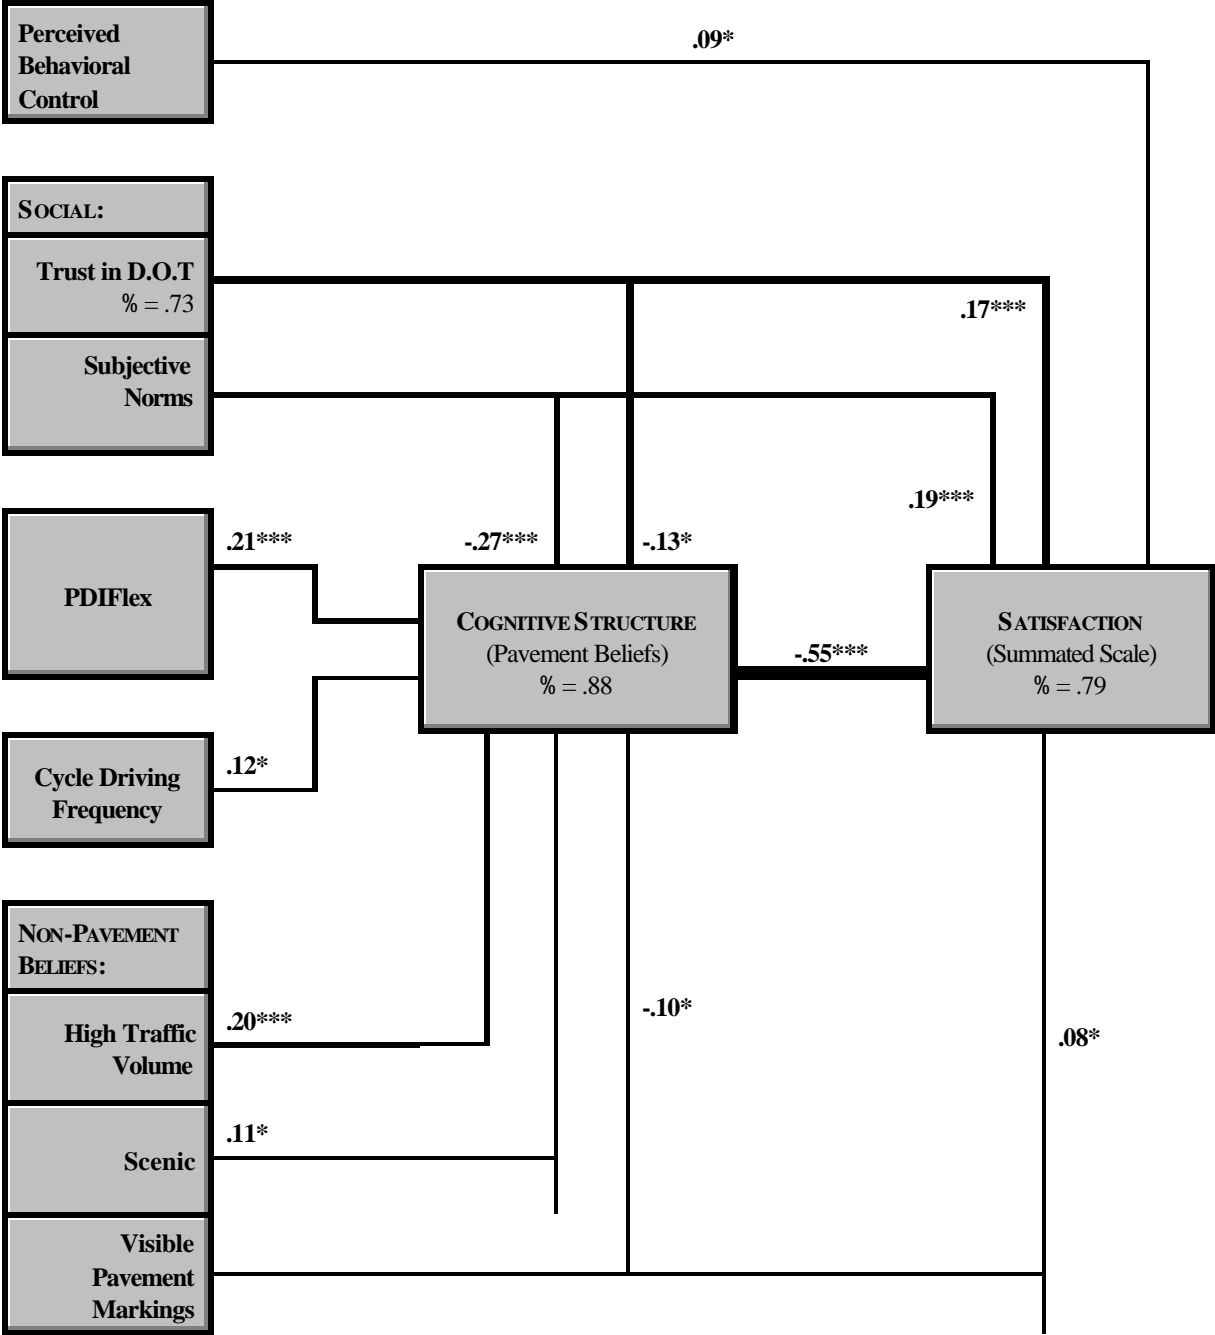 Perceived
Behavioral
Control
.09*
SOCIAL:
Trust in D.O.T
% = .73
.17***
Subjective
Norms
.19***
PDIFlex
.21***
-.27***
-.13*
COGNITIVE STRUCTURE
(Pavement Beliefs)
% = .88
-.55***
SATISFACTION
(Summated Scale)
% = .79
Cycle Driving
Frequency
.12*
NON-PAVEMENT
BELIEFS:
High Traffic
Volume
.20***
-.10*
.08*
Scenic
.11*
Visible
Pavement
Markings